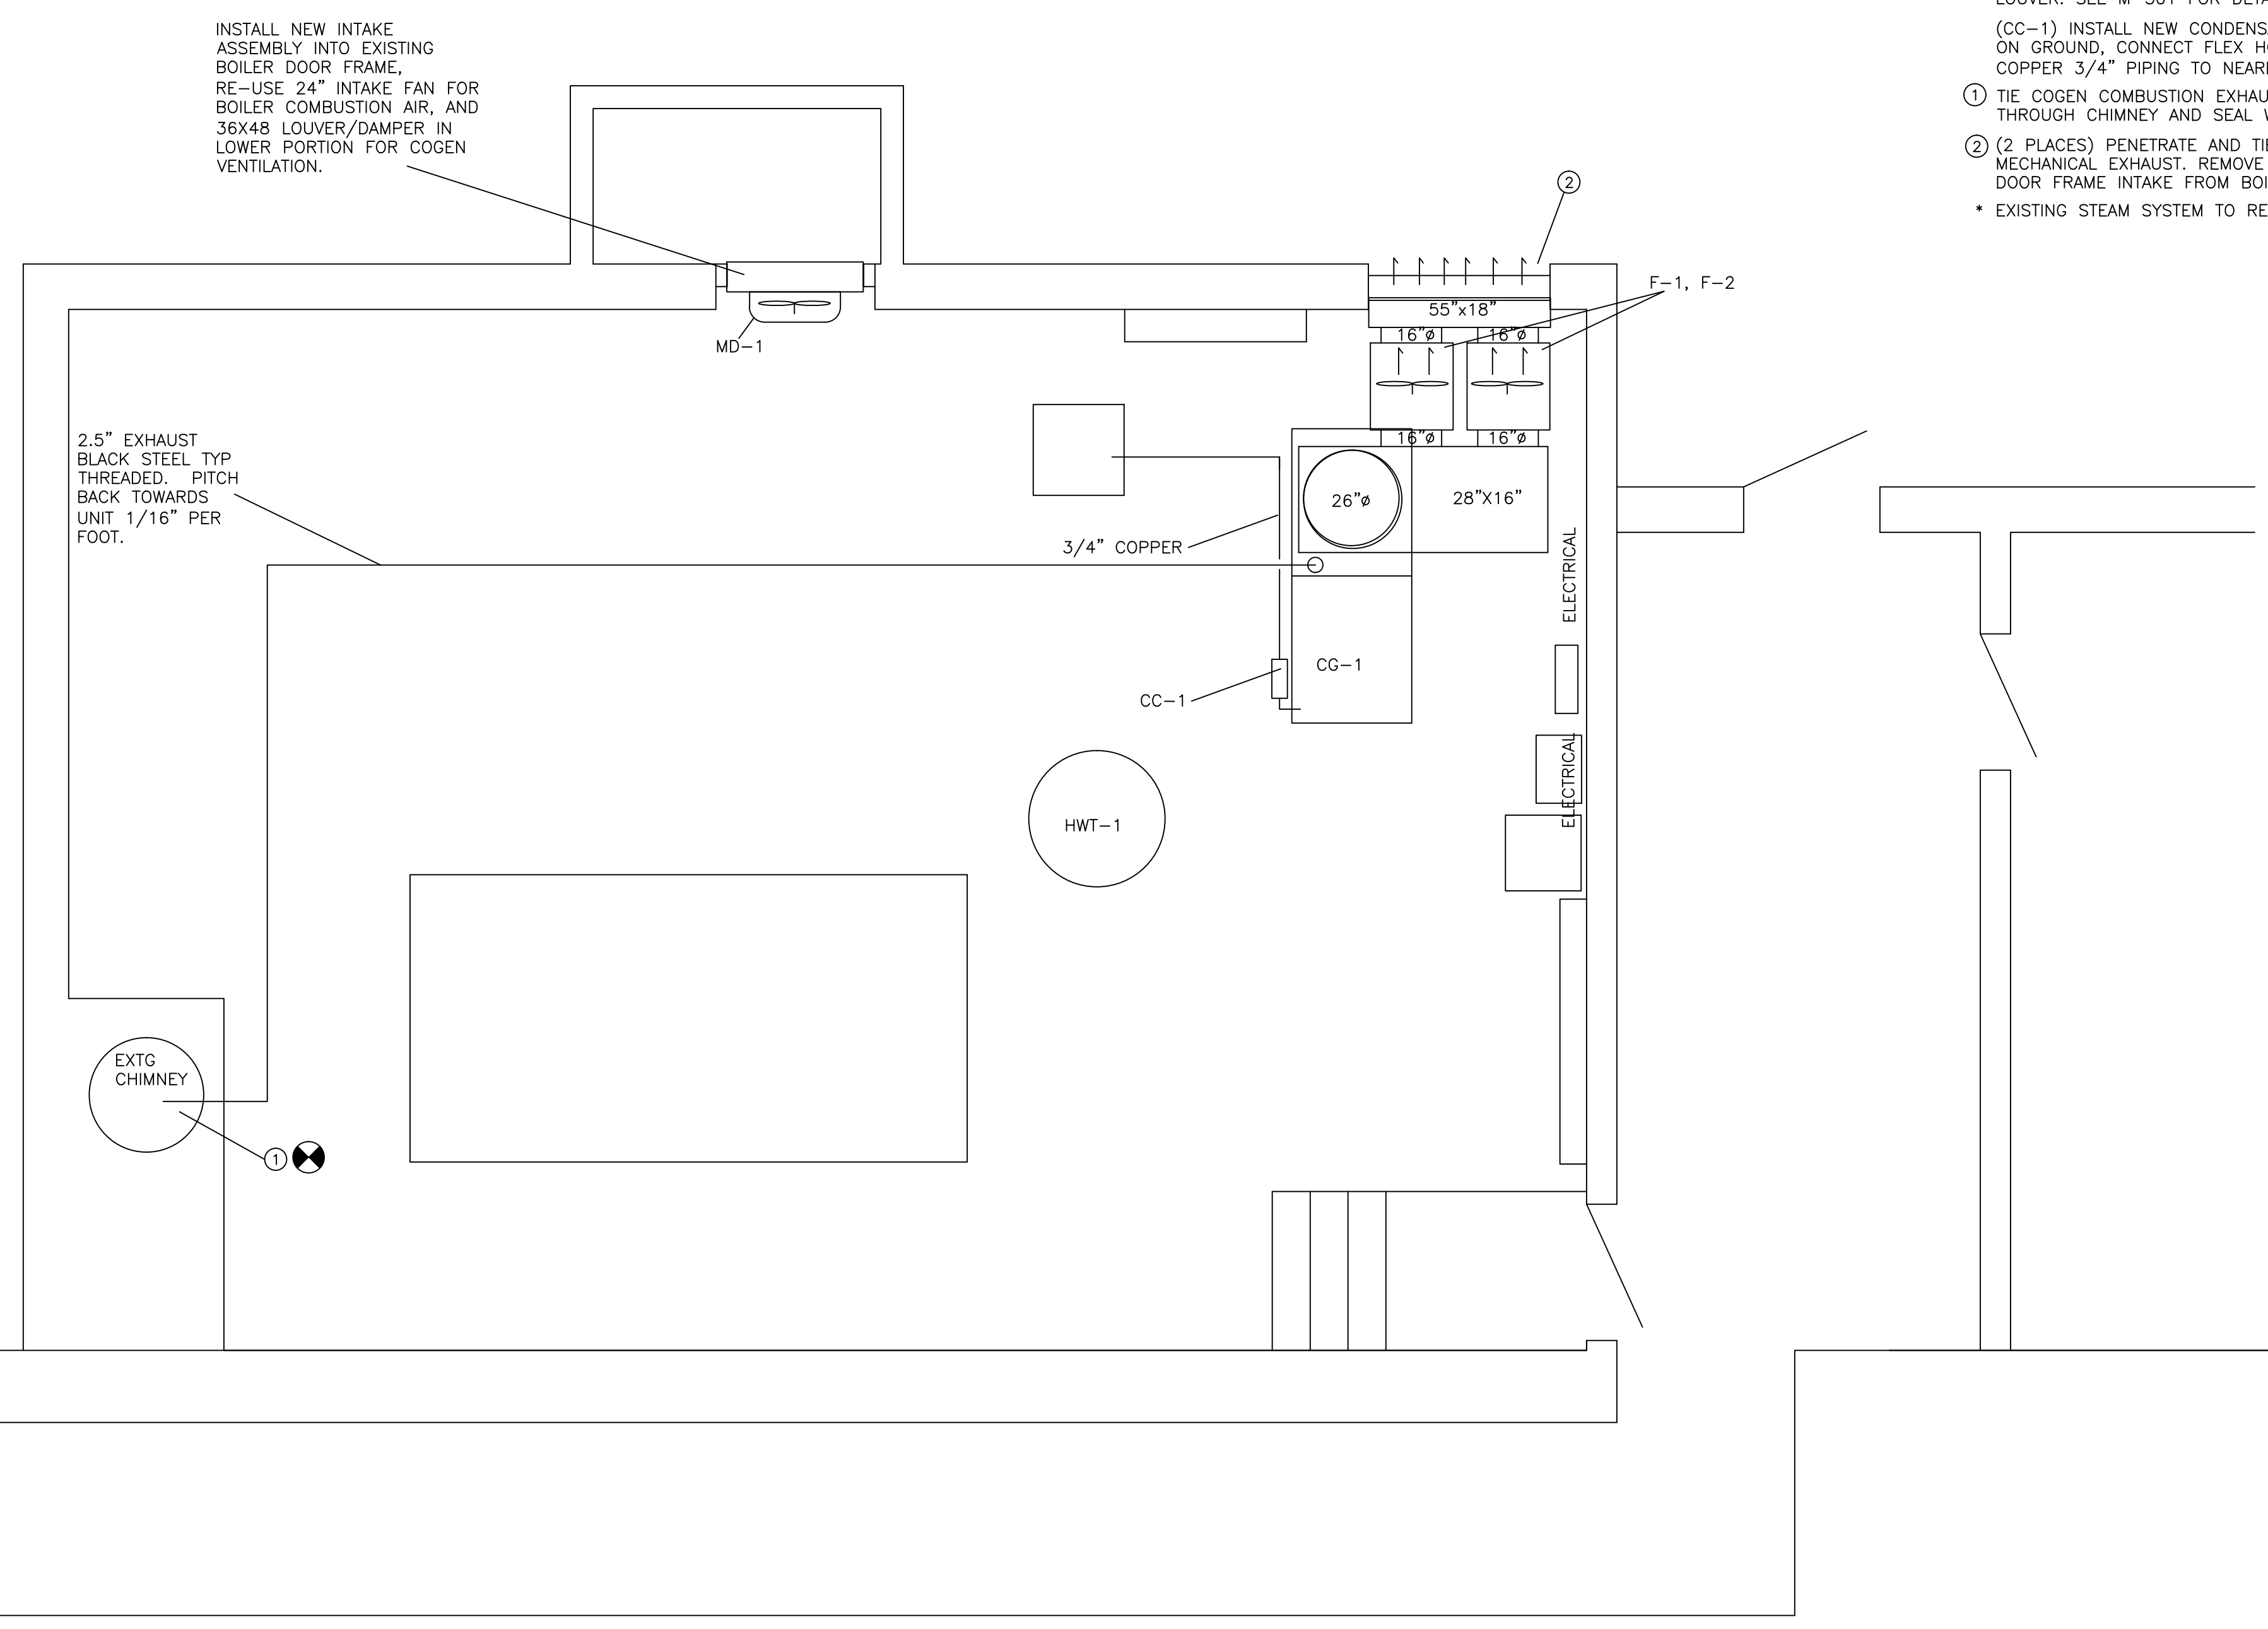 INSTALL NEW INTAKE
ASSEMBLY INTO EXISTING
BOILER DOOR FRAME,
RE-USE 24" INTAKE FAN FOR
BOILER COMBUSTION AIR, AND
36X48 LOUVER/DAMPER IN
LOWER PORTION FOR COGEN
VENTILATION.
(CC-1) INSTALL NEW
ON GROUND, CONNECT FLEX
COPPER 3/4" PIPING TO
1 TIE COGEN COMBUSTION
THROUGH CHIMNEY AND SEAL
2 (2 PLACES) PENETRATE AND
MECHANICAL EXHAUST. REMOVE
DOOR FRAME INTAKE FROM
* EXISTING STEAM SYSTEM TO
2
F-1, F-2
55"x18"
16"ø 16"ø
MD-1
16"ø 16"ø
2.5" EXHAUST
BLACK STEEL TYP
THREADED. PITCH
BACK TOWARDS
UNIT 1/16" PER
FOOT.
26"ø
28"X16"
3/4" COPPER
ELECTRICAL
CG-1
CC-1
ELECTRICAL
HWT-1
EXTG
CHIMNEY
1